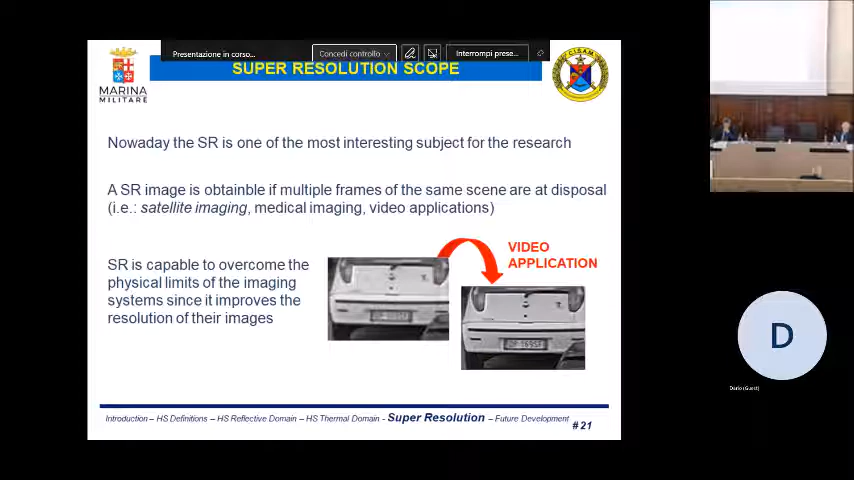 Presentazione in corso...
Concedi controllo
Interrompi prese...
SUPER RESOLUTION SCOPE
MARINA
MILITARE
C.I.S.A.M.
Nowaday the SR is one of the most interesting subject for the research
A SR image is obtainble if multiple frames of the same scene are at disposal
(i.e.: satellite imaging, medical imaging, video applications)
SR is capable to overcome the
physical limits of the imaging
systems since it improves the
resolution of their images
VIDEO
APPLICATION
Introduction – HS Definitions – HS Reflective Domain – HS Thermal Domain - Super Resolution – Future Development
# 21
D
Dario (Guest)